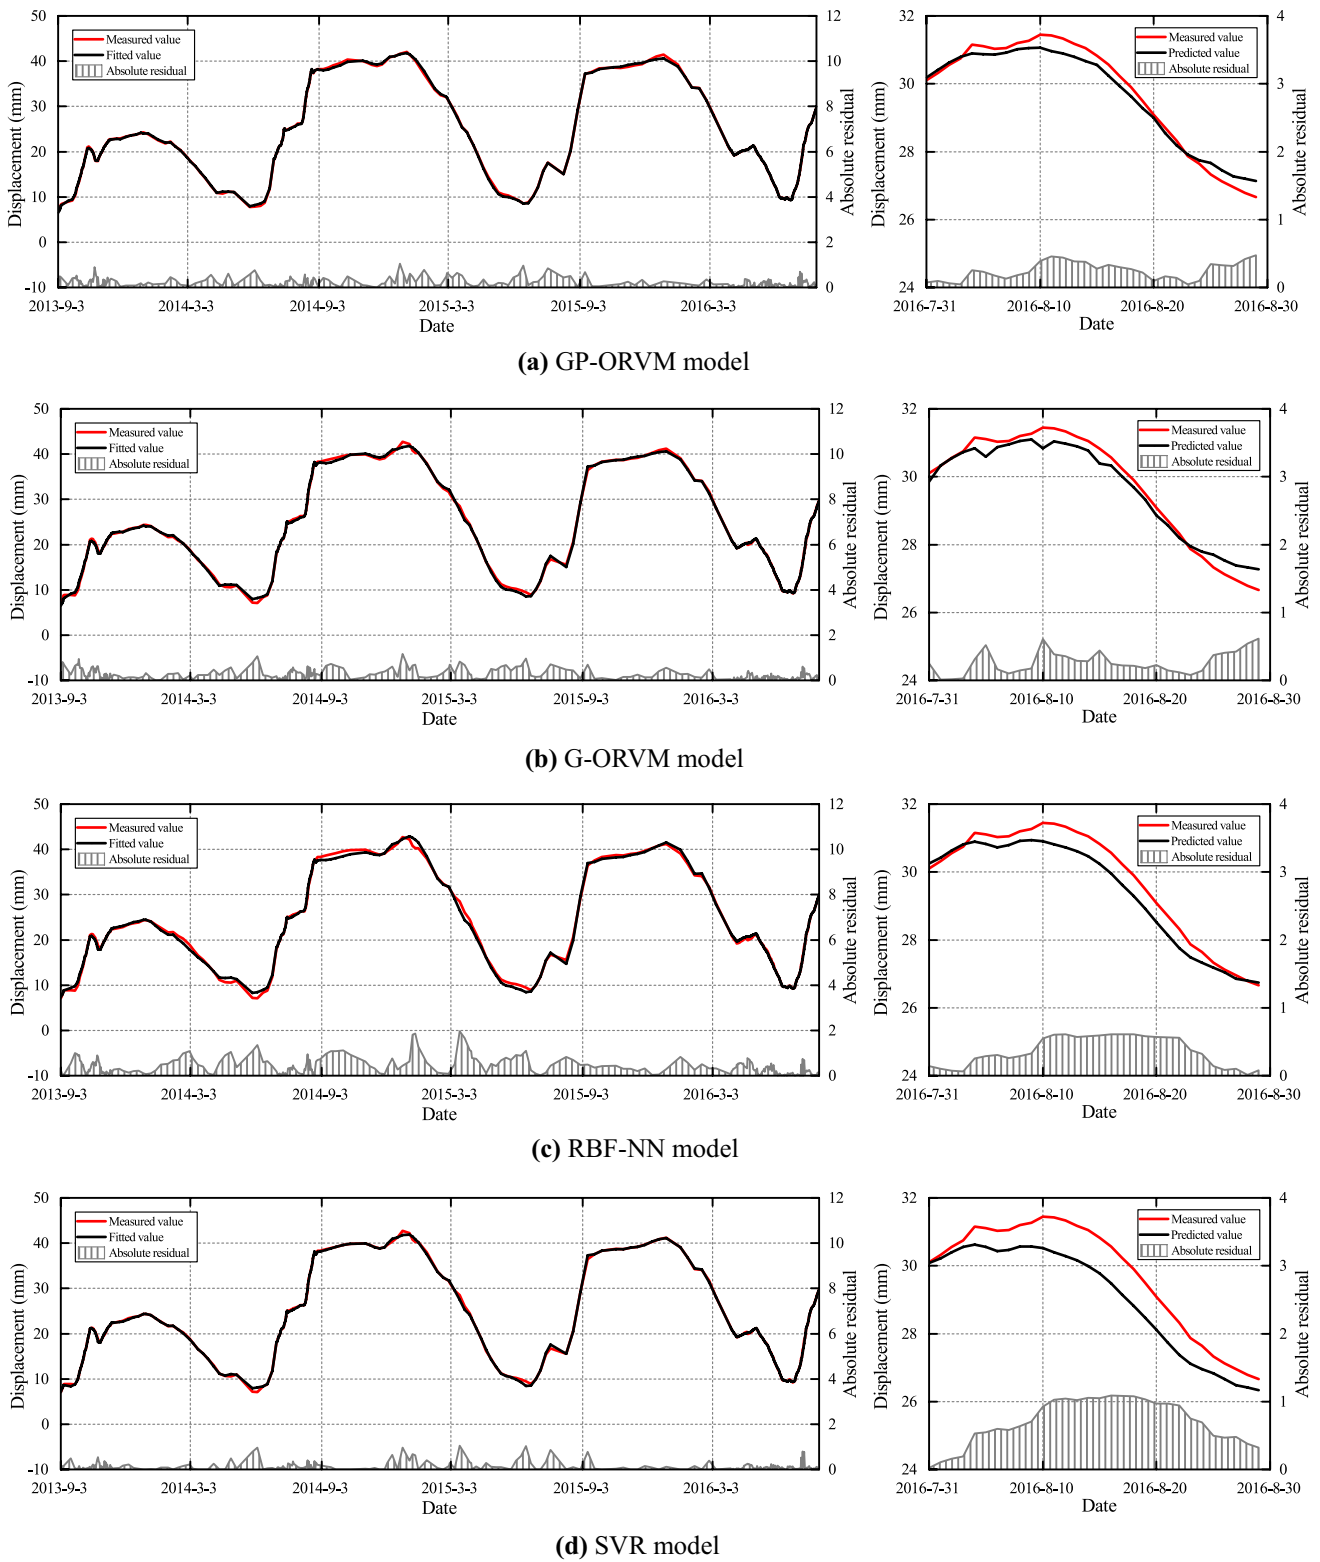 50
40
30
20
10
0
-10
12
10
8
6
4
2
0
Displacement (mm)
Absolute residual
Measured value
Fitted value
Absolute residual
2013-9-3 2014-3-3 2014-9-3 2015-3-3 2015-9-3 2016-3-3
Date
32
30
28
26
24
4
3
2
1
0
Displacement (mm)
Absolute residual
Measured value
Predicted value
Absolute residual
2016-7-31 2016-8-10 2016-8-20 2016-8-30
Date
(a) GP-ORVM model
50
40
30
20
10
0
-10
12
10
8
6
4
2
0
Displacement (mm)
Absolute residual
Measured value
Fitted value
Absolute residual
2013-9-3 2014-3-3 2014-9-3 2015-3-3 2015-9-3 2016-3-3
Date
32
30
28
26
24
4
3
2
1
0
Displacement (mm)
Absolute residual
Measured value
Predicted value
Absolute residual
2016-7-31 2016-8-10 2016-8-20 2016-8-30
Date
(b) G-ORVM model
50
40
30
20
10
0
-10
12
10
8
6
4
2
0
Displacement (mm)
Absolute residual
Measured value
Fitted value
Absolute residual
2013-9-3 2014-3-3 2014-9-3 2015-3-3 2015-9-3 2016-3-3
Date
32
30
28
26
24
4
3
2
1
0
Displacement (mm)
Absolute residual
Measured value
Predicted value
Absolute residual
2016-7-31 2016-8-10 2016-8-20 2016-8-30
Date
(c) RBF-NN model
50
40
30
20
10
0
-10
12
10
8
6
4
2
0
Displacement (mm)
Absolute residual
Measured value
Fitted value
Absolute residual
2013-9-3 2014-3-3 2014-9-3 2015-3-3 2015-9-3 2016-3-3
Date
32
30
28
26
24
4
3
2
1
0
Displacement (mm)
Absolute residual
Measured value
Predicted value
Absolute residual
2016-7-31 2016-8-10 2016-8-20 2016-8-30
Date
(d) SVR model